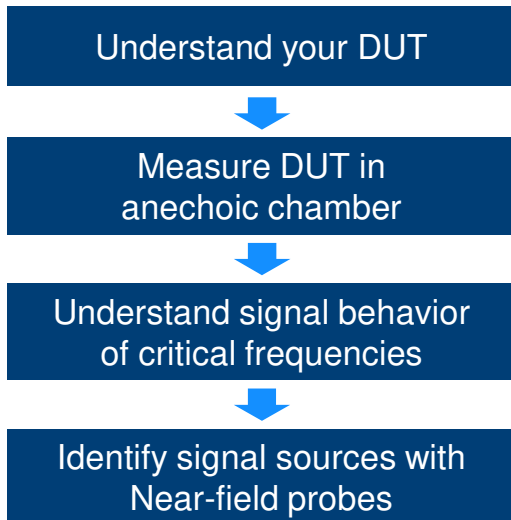 Understand your DUT
Measure DUT in
anechoic chamber
Understand signal behavior
of critical frequencies
Identify signal sources with
Near-field probes